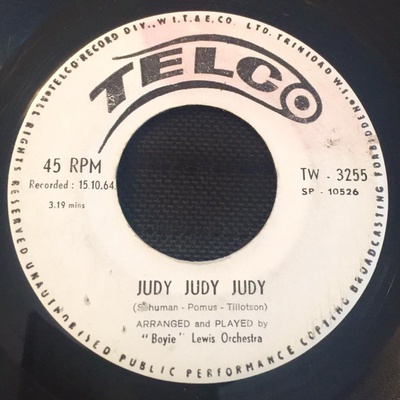 TELCO-RECORD DIV., W.I.T.& E. CO., LTD. TRINIDAD W.I.
ALL RIGHTS RESERVED UNAUTHORISED PUBLIC PERFORMANCE COPYING BROADCASTING FORBIDDEN
TELCO
45 RPM
TW - 3255
Recorded : 15.10.64
SP - 10526
3.19 mins
JUDY JUDY JUDY
(Shuman - Pomus - Tillotson)
ARRANGED and PLAYED by
"Boyie" Lewis Orchestra